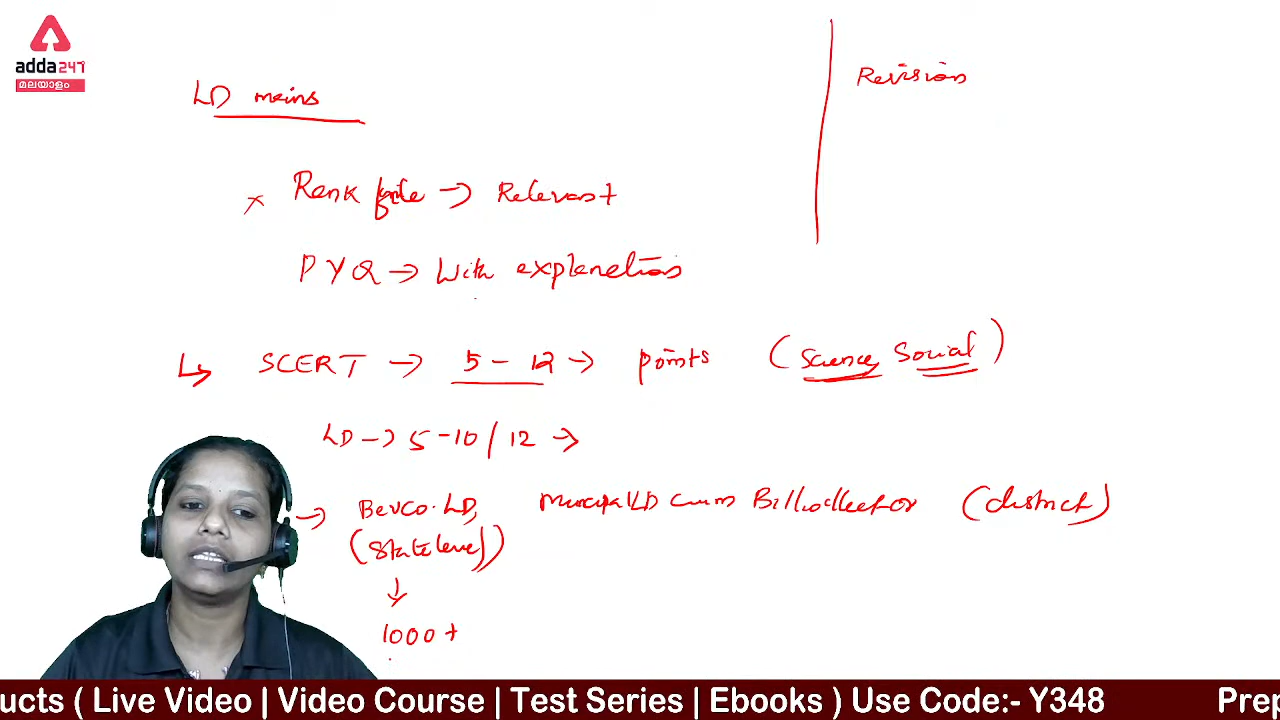 adda247
മലയാളം
LD mains
Revision
x Rank file → Relevant
PYQ → With explanations
↳ SCERT → 5 - 12 → points (Science, Social)
LD → 5-10/12 →
→ Bevco. LD, LD cum Bill collector (district)
(State level)
↓
1000+
ucts ( Live Video | Video Course | Test Series | Ebooks ) Use Code:- Y348 Prep